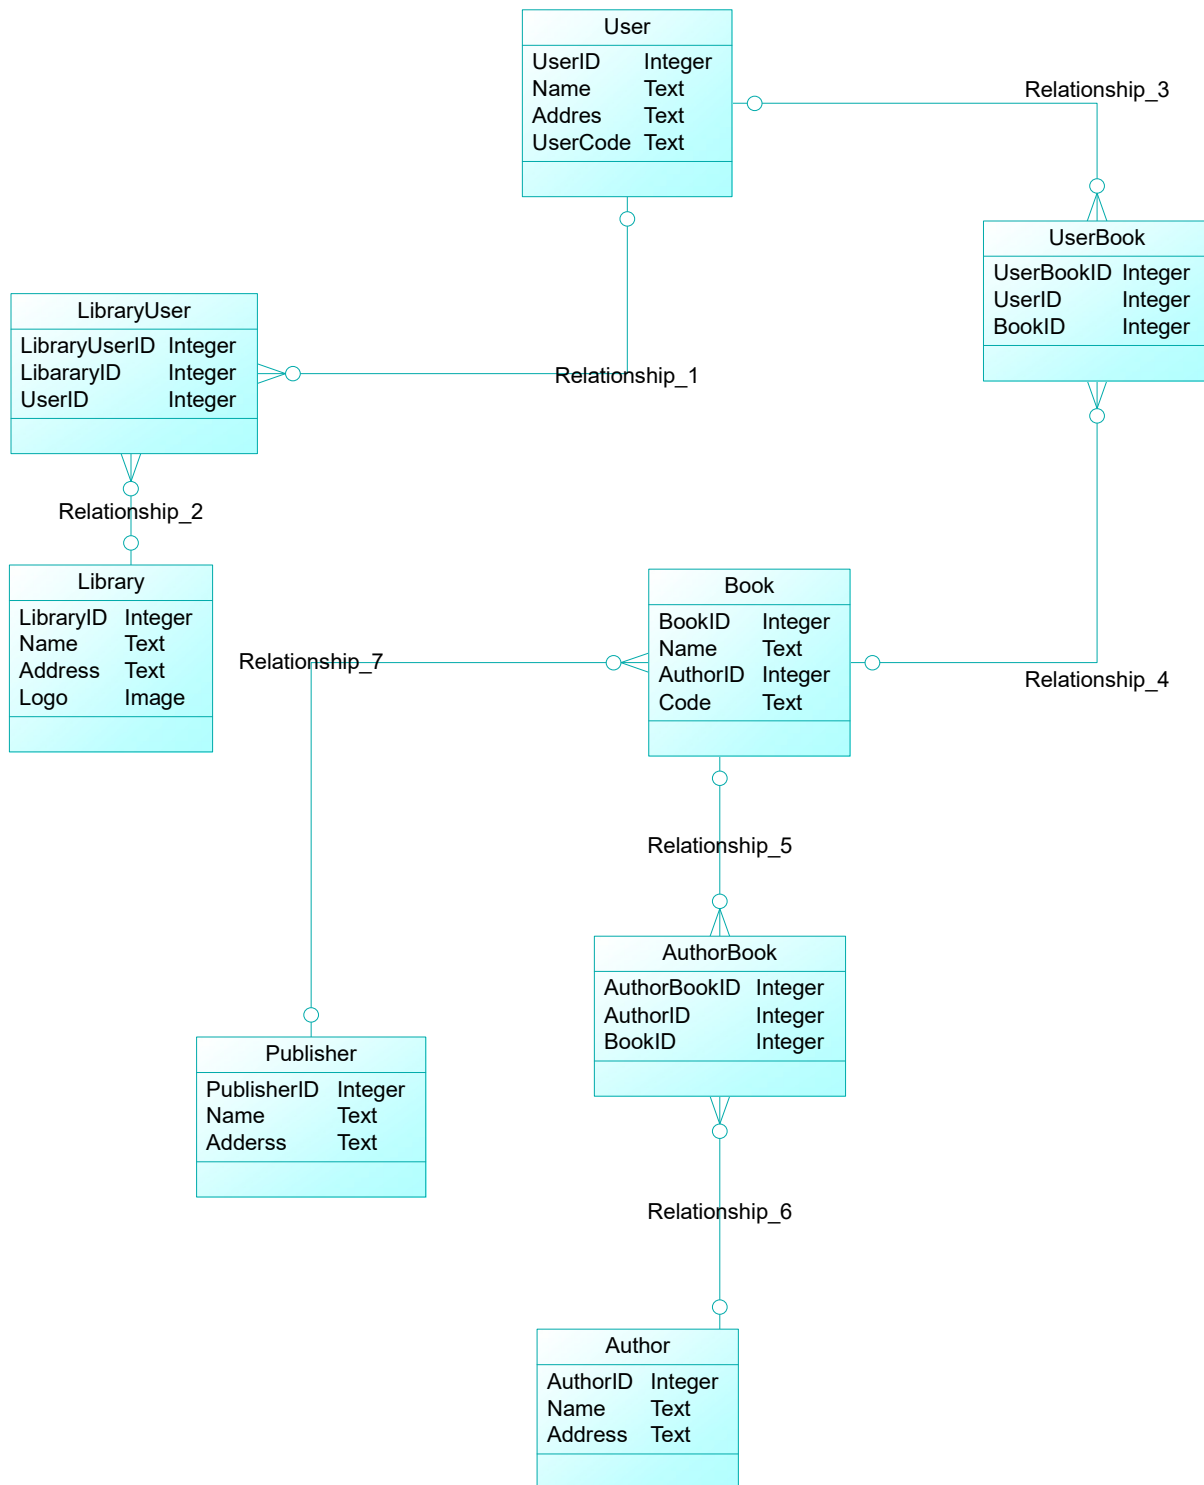 User
UserID Integer
Name Text
Addres Text
UserCode Text
Relationship_3
UserBook
UserBookID Integer
UserID Integer
BookID Integer
LibraryUser
LibraryUserID Integer
LibararyID Integer
UserID Integer
Relationship_1
Relationship_2
Library
LibraryID Integer
Name Text
Address Text
Logo Image
Relationship_7
Book
BookID Integer
Name Text
AuthorID Integer
Code Text
Relationship_4
Relationship_5
AuthorBook
AuthorBookID Integer
AuthorID Integer
BookID Integer
Publisher
PublisherID Integer
Name Text
Adderss Text
Relationship_6
Author
AuthorID Integer
Name Text
Address Text